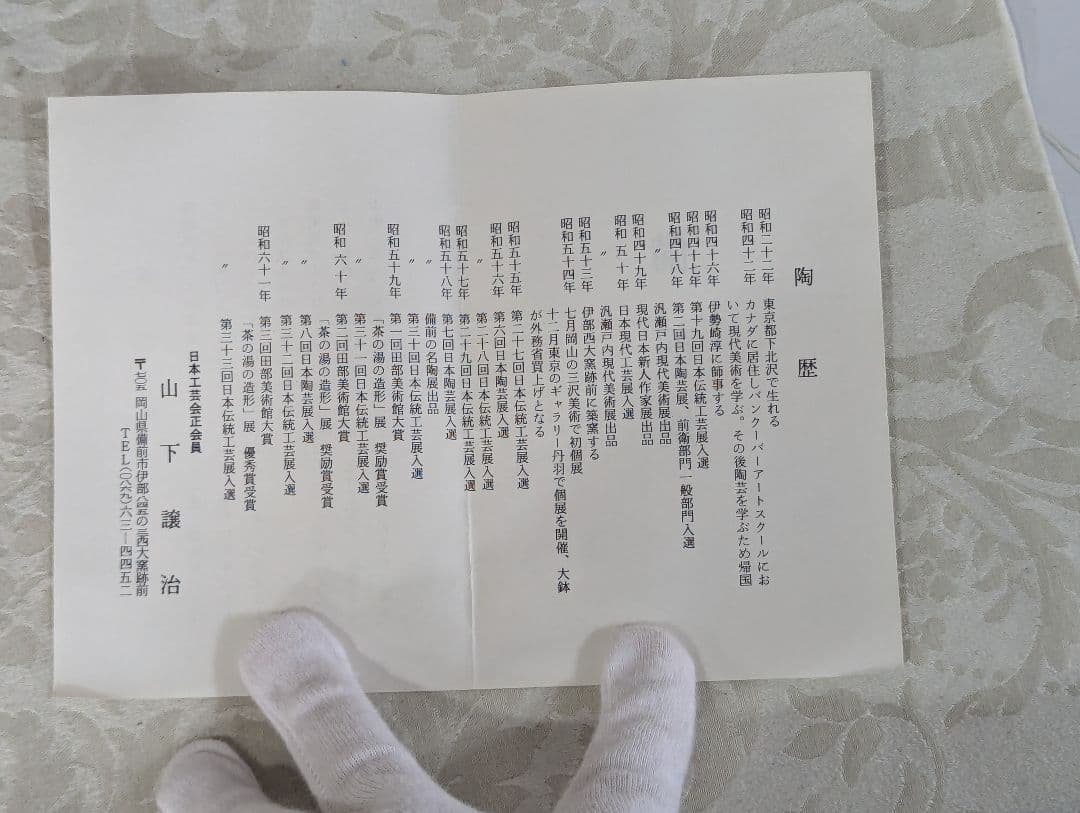 陶歴
昭和二十二年 東京都下北沢で生れる
昭和四十二年 カナダに居住しバンクーバーアートスクールにお
いて現代美術を学ぶ。その後陶芸を学ぶため帰国
昭和四十六年 伊勢崎淳に師事する
昭和四十七年 第十九回日本伝統工芸展入選
昭和四十八年 第二回日本陶芸展、前衛部門一般部門入選
〃 汎瀬戸内現代美術展出品
昭和四十九年 現代日本新人作家展出品
昭和五十年 日本現代工芸展入選
〃 汎瀬戸内現代美術展出品
昭和五十三年 伊部西大窯跡前に築窯する
昭和五十四年 七月岡山の三沢美術で初個展
十二月東京のギャラリー丹羽で個展を開催、大鉢
が外務省買上げとなる
昭和五十五年 第二十七回日本伝統工芸展入選
昭和五十六年 第六回日本陶芸展入選
〃 第二十八回日本伝統工芸展入選
昭和五十七年 第二十九回日本伝統工芸展入選
昭和五十八年 第七回日本陶芸展入選
〃 備前の名陶展出品
〃 第三十回日本伝統工芸展入選
昭和五十九年 第一回田部美術館大賞
「茶の湯の造形」展 奨励賞受賞
〃 第三十一回日本伝統工芸展入選
昭和六十年 第二回田部美術館大賞
「茶の湯の造形」展 奨励賞受賞
〃 第八回日本陶芸展入選
〃 第三十二回日本伝統工芸展入選
昭和六十一年 第三回田部美術館大賞
「茶の湯の造形」展 優秀賞受賞
〃 第三十三回日本伝統工芸展入選
日本工芸会正会員
山下譲治
〒七〇五 岡山県備前市伊部西大窯跡前
TEL(〇八六九)六三―四四五二